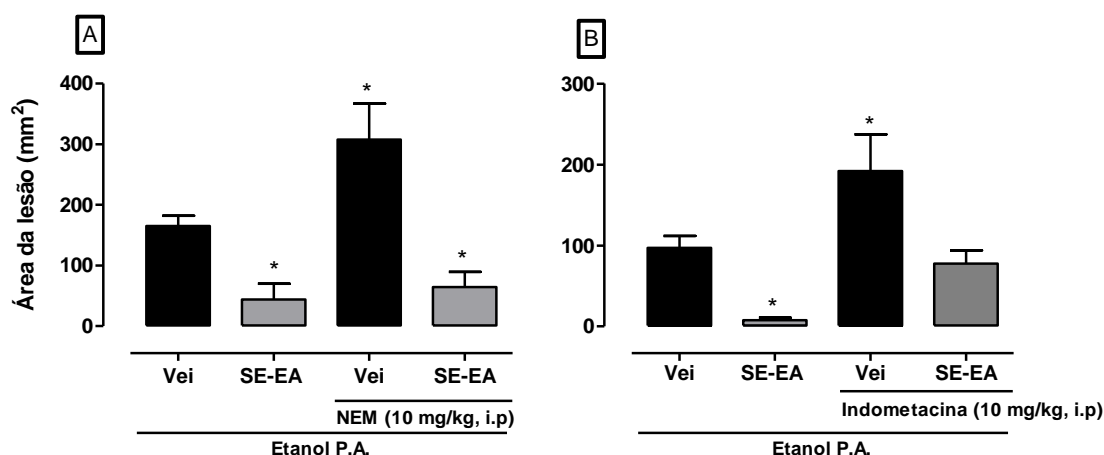 A
Área da lesão (mm²)
400
300
200
100
0
*
*
*
Vei SE-EA Vei SE-EA
NEM (10 mg/kg, i.p)
Etanol P.A.
B
300
200
100
0
*
*
Vei SE-EA Vei SE-EA
Indometacina (10 mg/kg, i.p)
Etanol P.A.